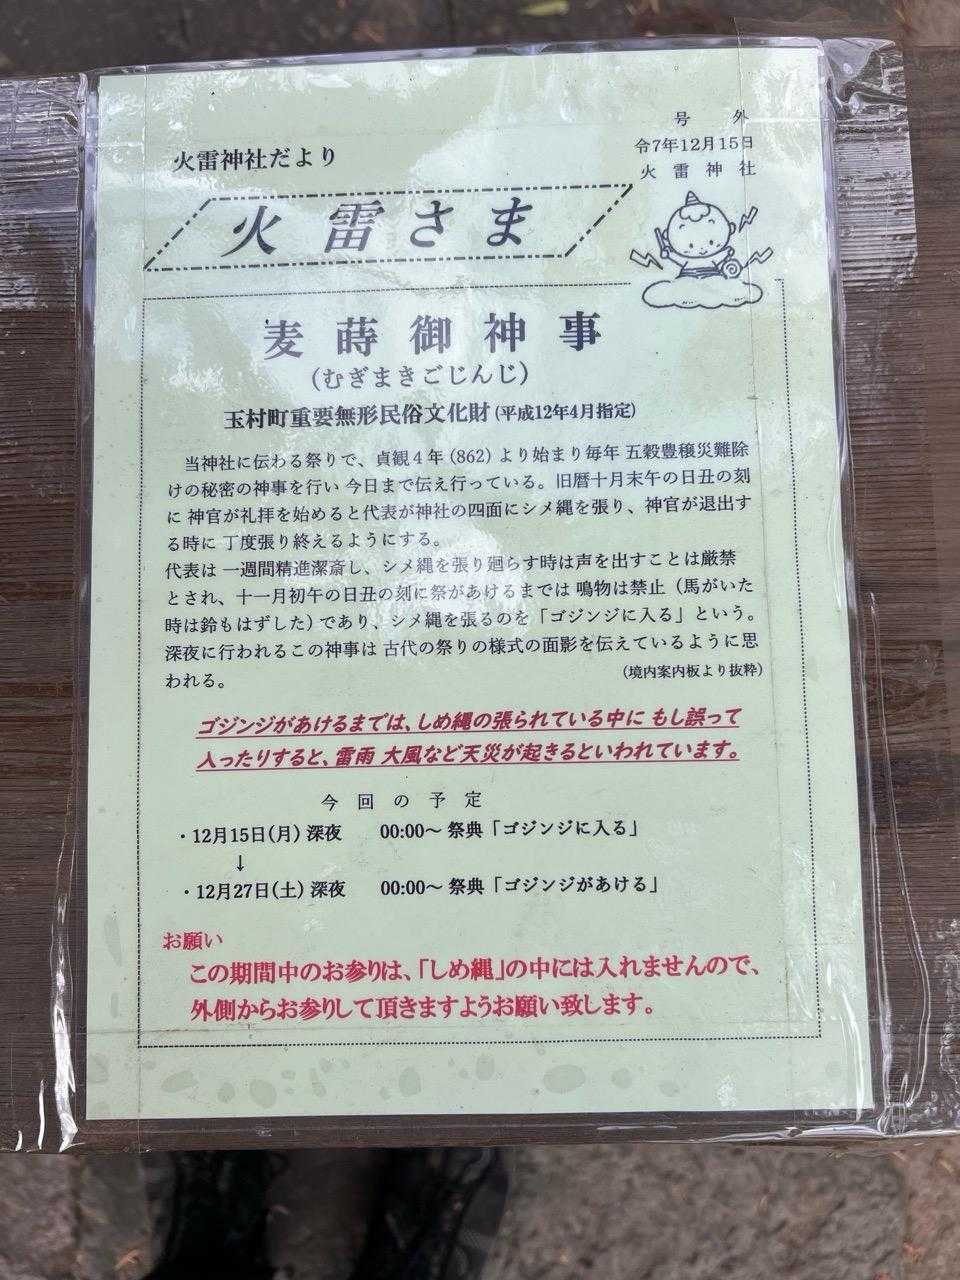 号　外
令7年12月15日
火雷神社だより
火　雷　神　社
火　雷　さ　ま
麦　蒔　御　神　事
（むぎまきごじんじ）
玉村町重要無形民俗文化財（平成12年4月指定）
当神社に伝わる祭りで、貞観４年（862）より始まり毎年 五穀豊穣災難除
けの秘密の神事を行い 今日まで伝え行っている。旧暦十月末午の日丑の刻
に 神官が礼拝を始めると代表が神社の四面にシメ縄を張り、神官が退出す
る時に 丁度張り終えるようにする。
代表は 一週間精進潔斎し、シメ縄を張り廻らす時は声を出すことは厳禁
とされ、十一月初午の日丑の刻に祭があけるまでは 鳴物は禁止（馬がいた
時は鈴もはずした）であり、シメ縄を張るのを「ゴジンジに入る」という。
深夜に行われるこの神事は 古代の祭りの様式の面影を伝えているように思
われる。
（境内案内板より抜粋）
ゴジンジがあけるまでは、しめ縄の張られている中に もし誤って
入ったりすると、雷雨 大風など天災が起きるといわれています。
今　回　の　予　定
・12月15日(月) 深夜　00:00〜 祭典「ゴジンジに入る」
↓
・12月27日(土) 深夜　00:00〜 祭典「ゴジンジがあける」
お願い
この期間中のお参りは、「しめ縄」の中には入れませんので、
外側からお参りして頂きますようお願い致します。